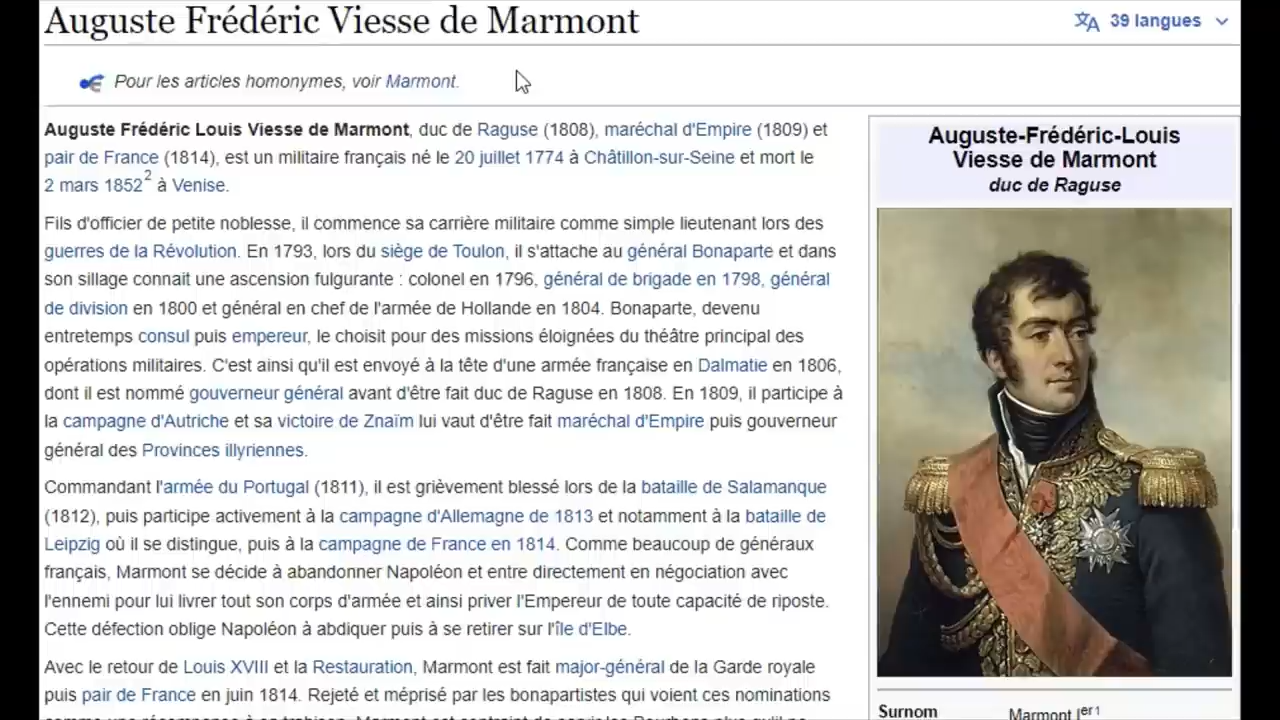 Auguste Frédéric Viesse de Marmont
39 langues
Pour les articles homonymes, voir Marmont.
Auguste Frédéric Louis Viesse de Marmont, duc de Raguse (1808), maréchal d'Empire (1809) et
pair de France (1814), est un militaire français né le 20 juillet 1774 à Châtillon-sur-Seine et mort le
2 mars 1852² à Venise.
Fils d'officier de petite noblesse, il commence sa carrière militaire comme simple lieutenant lors des
guerres de la Révolution. En 1793, lors du siège de Toulon, il s'attache au général Bonaparte et dans
son sillage connait une ascension fulgurante : colonel en 1796, général de brigade en 1798, général
de division en 1800 et général en chef de l'armée de Hollande en 1804. Bonaparte, devenu
entretemps consul puis empereur, le choisit pour des missions éloignées du théâtre principal des
opérations militaires. C'est ainsi qu'il est envoyé à la tête d'une armée française en Dalmatie en 1806,
dont il est nommé gouverneur général avant d'être fait duc de Raguse en 1808. En 1809, il participe à
la campagne d'Autriche et sa victoire de Znaïm lui vaut d'être fait maréchal d'Empire puis gouverneur
général des Provinces illyriennes.
Commandant l'armée du Portugal (1811), il est grièvement blessé lors de la bataille de Salamanque
(1812), puis participe activement à la campagne d'Allemagne de 1813 et notamment à la bataille de
Leipzig où il se distingue, puis à la campagne de France en 1814. Comme beaucoup de généraux
français, Marmont se décide à abandonner Napoléon et entre directement en négociation avec
l'ennemi pour lui livrer tout son corps d'armée et ainsi priver l'Empereur de toute capacité de riposte.
Cette défection oblige Napoléon à abdiquer puis à se retirer sur l'île d'Elbe.
Avec le retour de Louis XVIII et la Restauration, Marmont est fait major-général de la Garde royale
puis pair de France en juin 1814. Rejeté et méprisé par les bonapartistes qui voient ces nominations
Auguste-Frédéric-Louis
Viesse de Marmont
duc de Raguse
Surnom
Marmont Ier 1